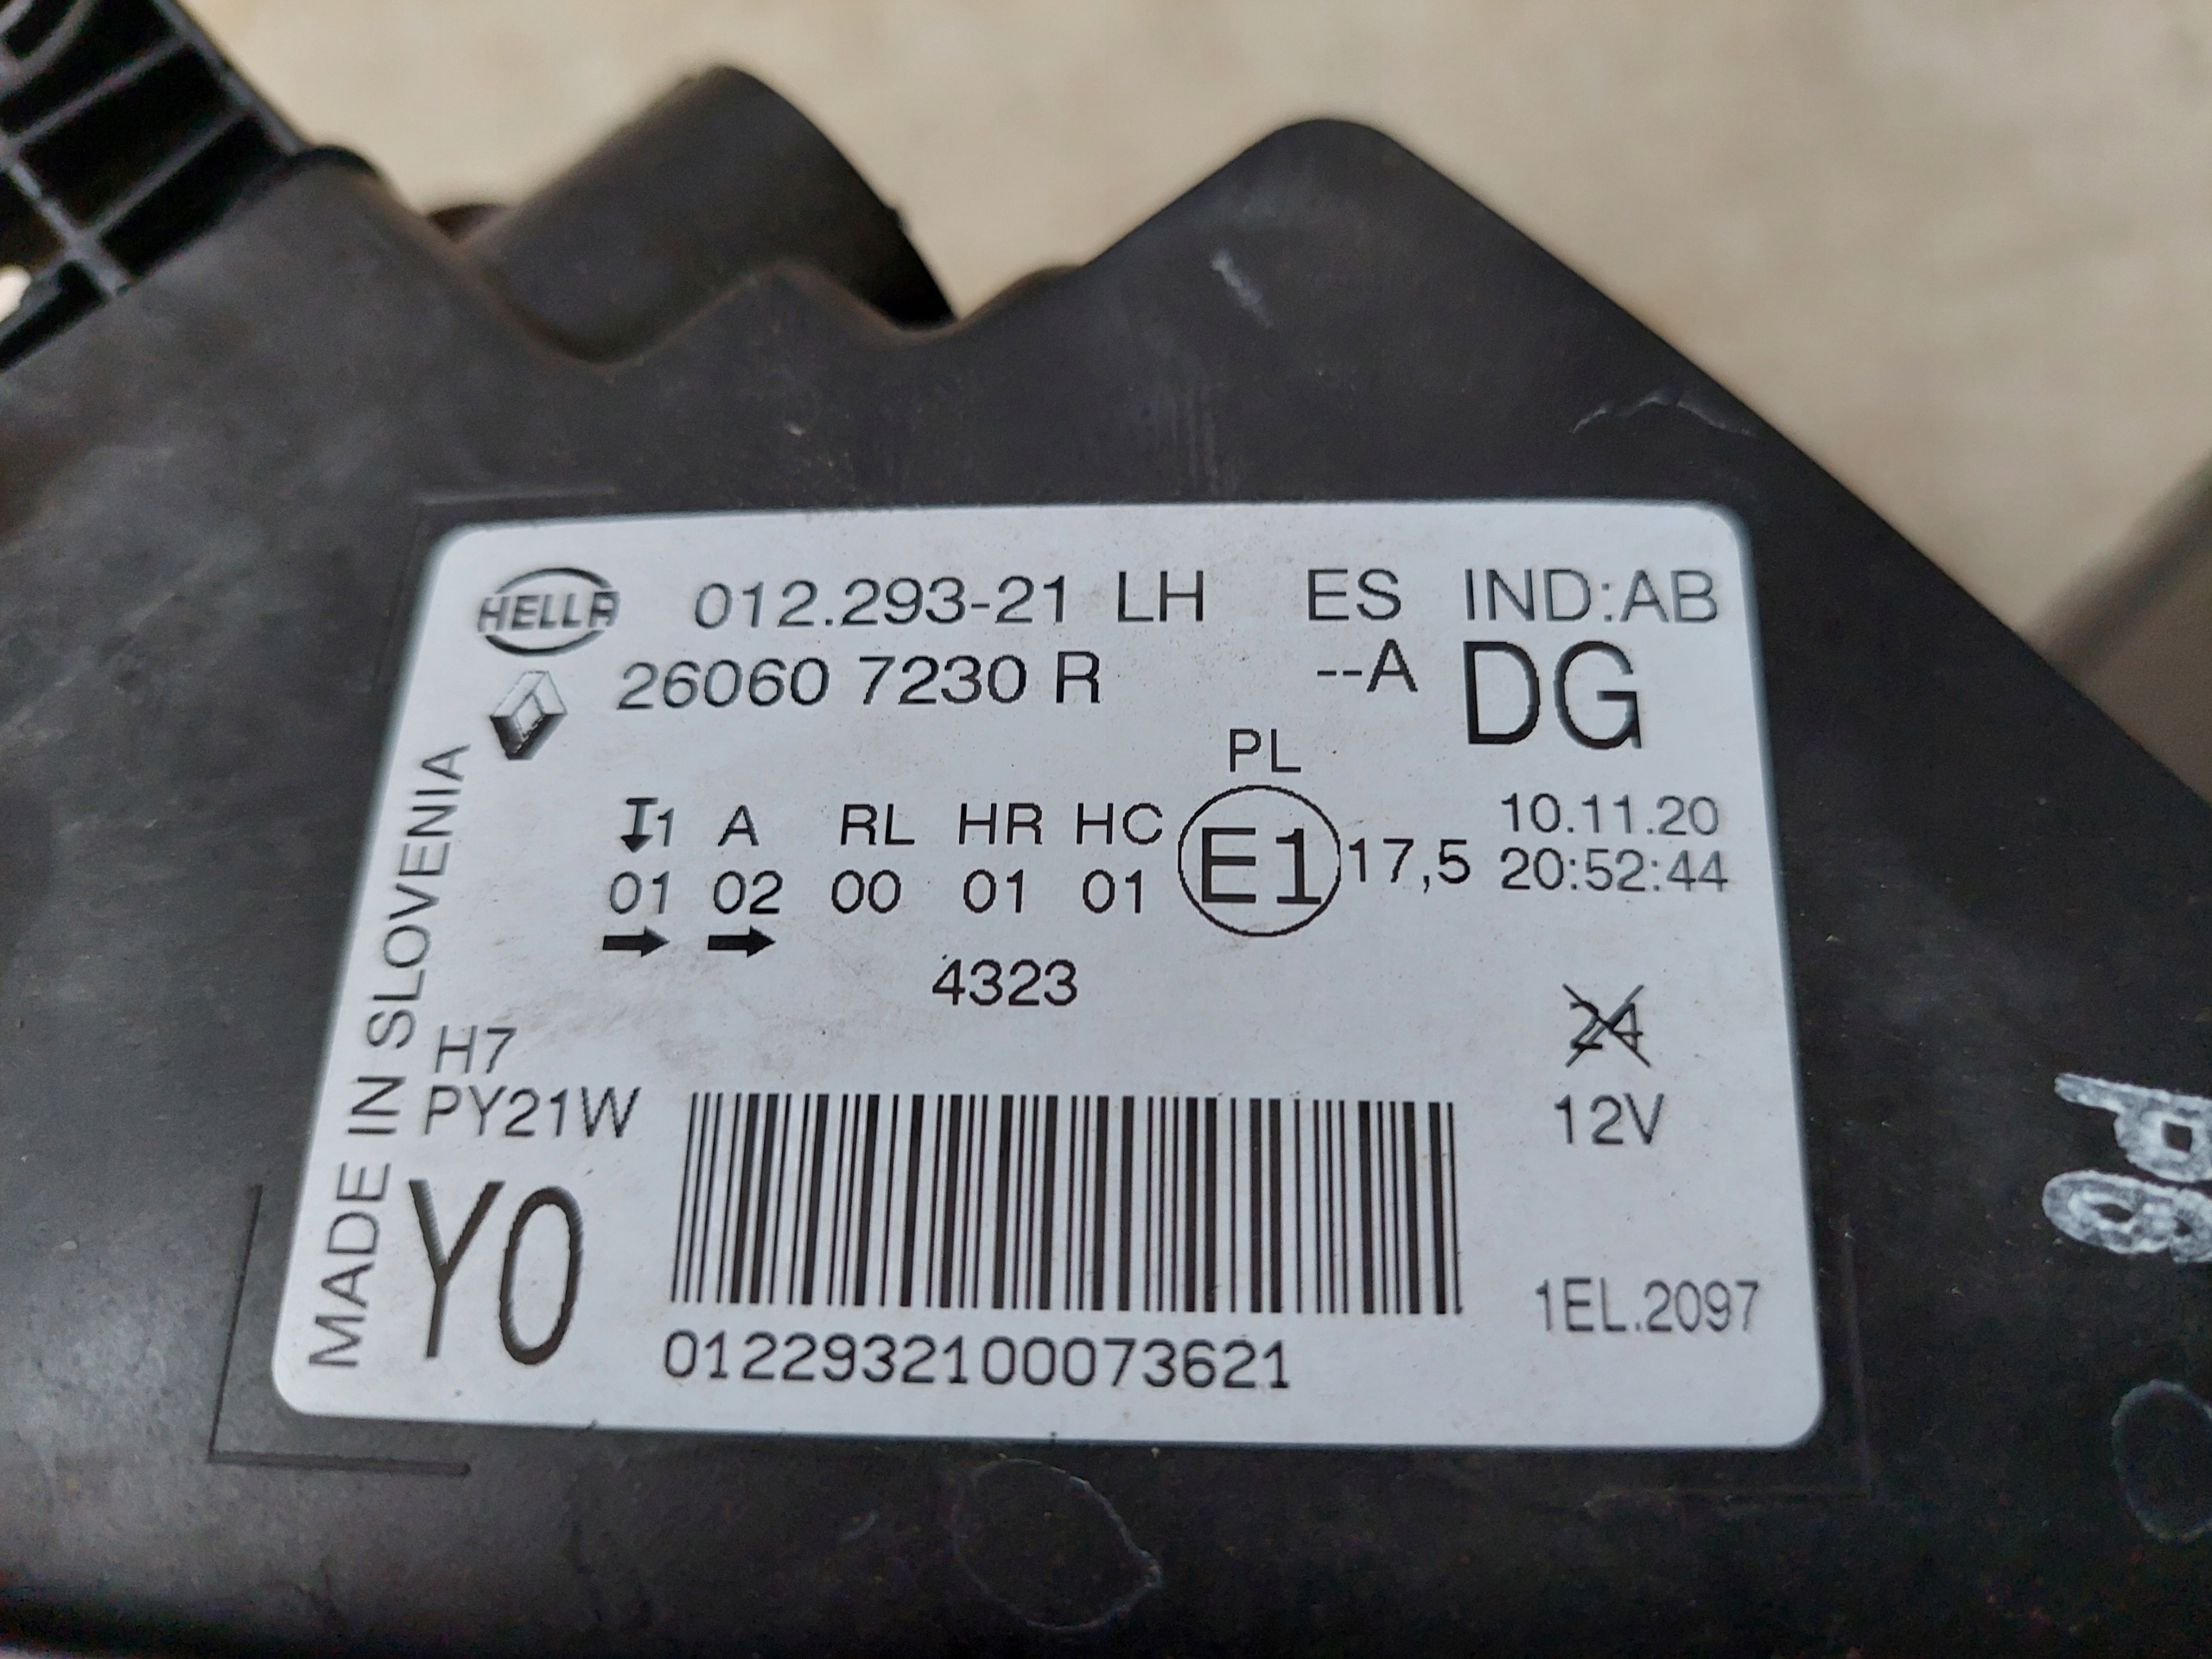 HELLA 012.293-21 LH ES IND:AB
26060 7230 R --A DG
PL
I1 A RL HR HC E1 17,5 10.11.20
01 02 00 01 01 20:52:44
4323
24
H7
PY21W 12V
Y0
1EL.2097
0122932100073621
MADE IN SLOVENIA